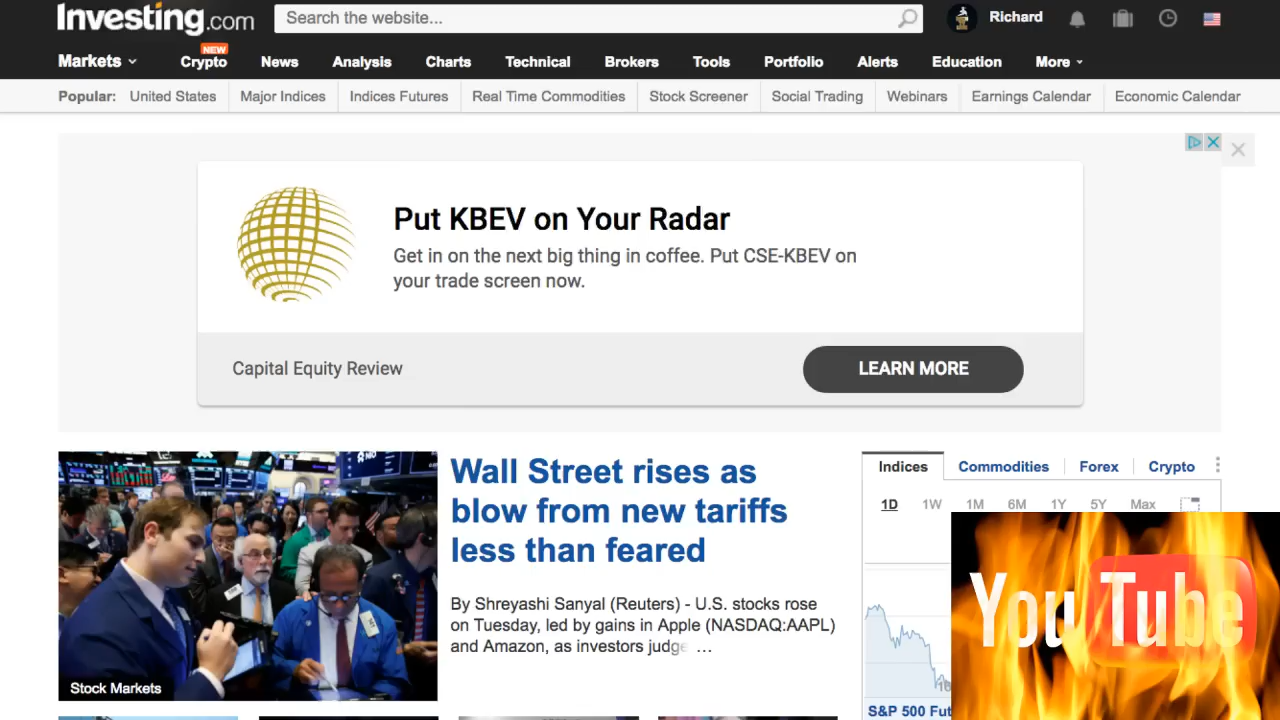 Investing.com
Search the website...
Richard
Markets
Crypto
NEW
News
Analysis
Charts
Technical
Brokers
Tools
Portfolio
Alerts
Education
More
Popular:
United States
Major Indices
Indices Futures
Real Time Commodities
Stock Screener
Social Trading
Webinars
Earnings Calendar
Economic Calendar
Put KBEV on Your Radar
Get in on the next big thing in coffee. Put CSE-KBEV on
your trade screen now.
Capital Equity Review
LEARN MORE
Stock Markets
Wall Street rises as
blow from new tariffs
less than feared
By Shreyashi Sanyal (Reuters) - U.S. stocks rose
on Tuesday, led by gains in Apple (NASDAQ:AAPL)
and Amazon, as investors judge ...
Indices
Commodities
Forex
Crypto
1D
1W
1M
6M
1Y
5Y
Max
S&P 500 Fut
YouTube